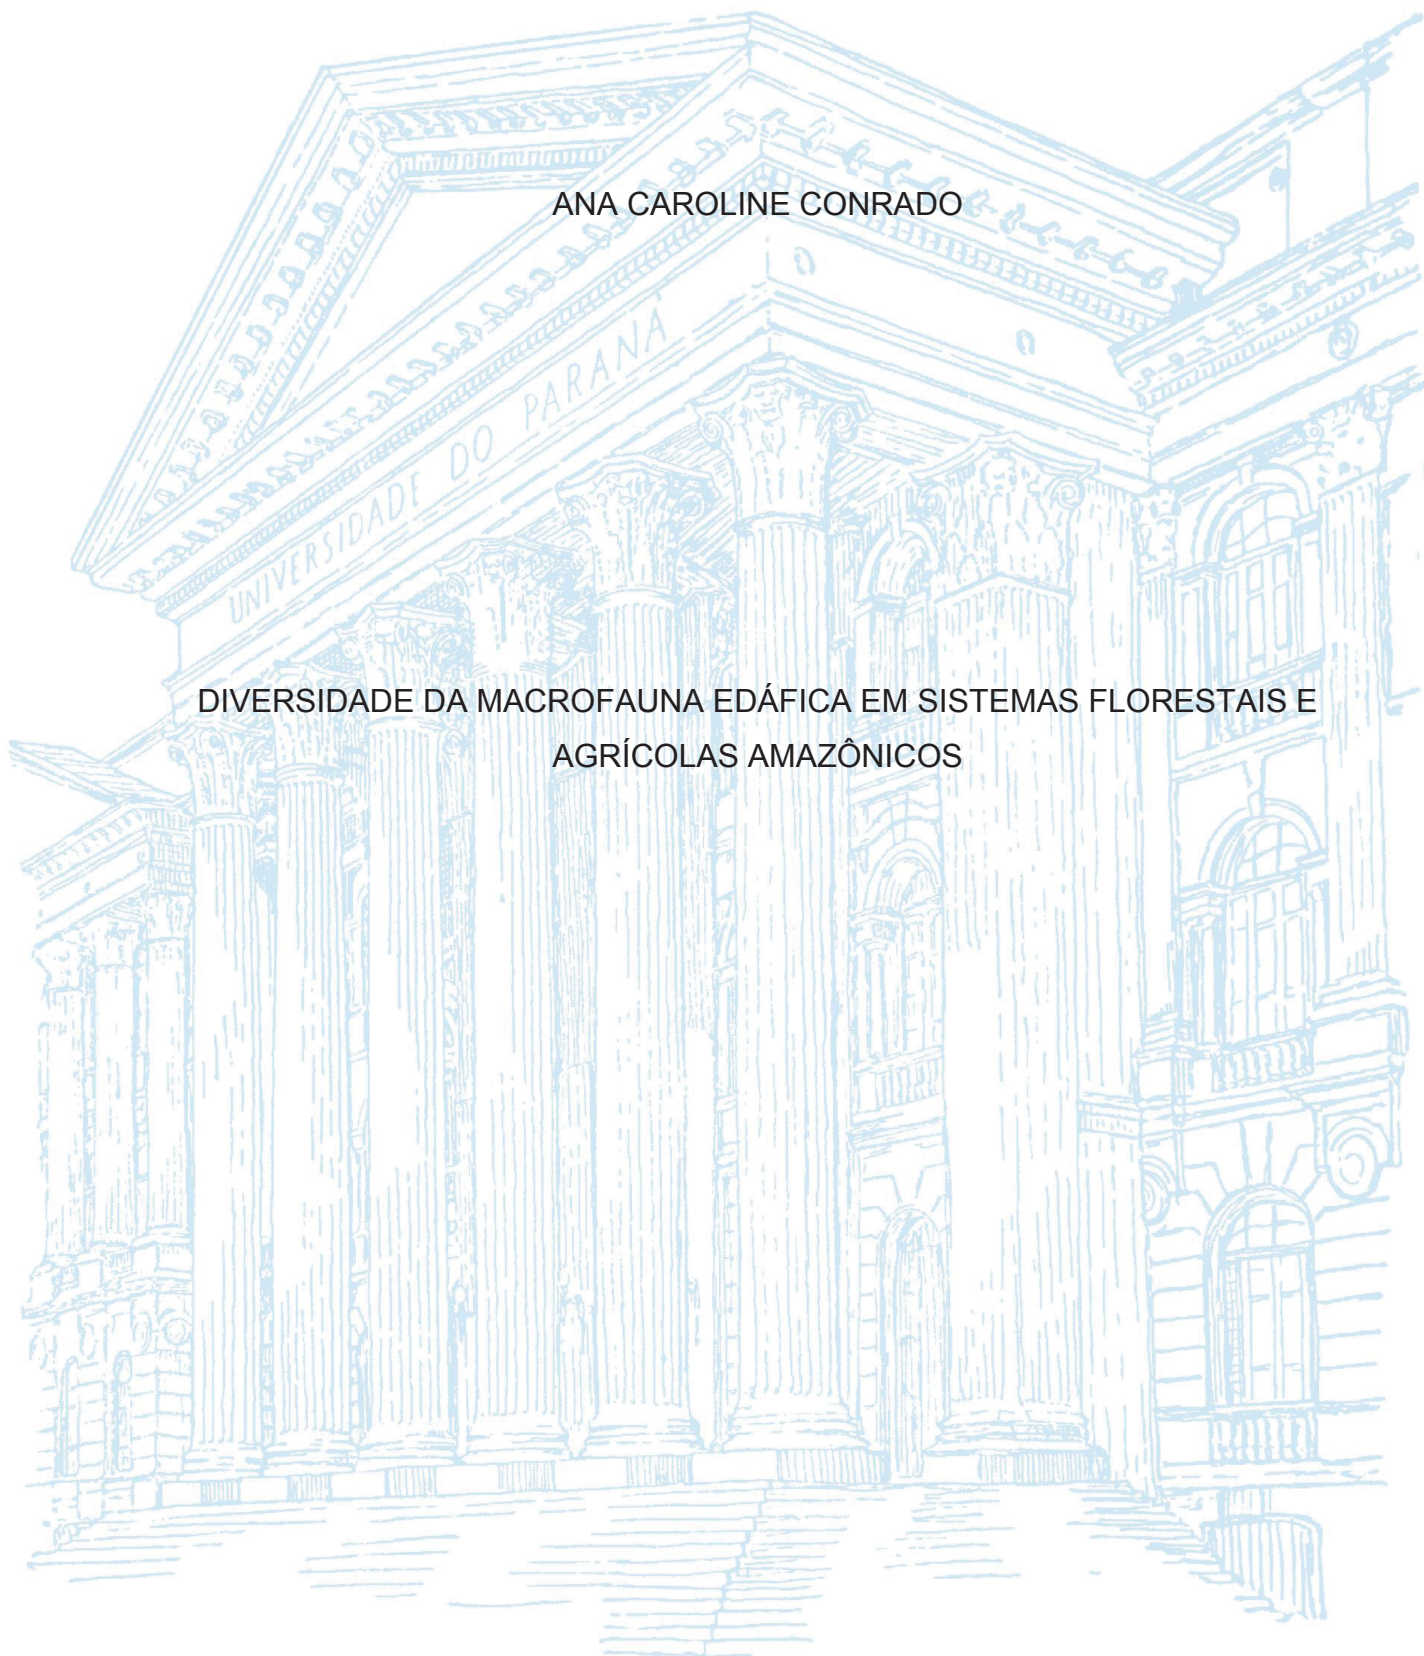 ANA CAROLINE CONRADO
UNIVERSIDADE DO PARANÁ
DIVERSIDADE DA MACROFAUNA EDÁFICA EM SISTEMAS FLORESTAIS E
AGRÍCOLAS AMAZÔNICOS